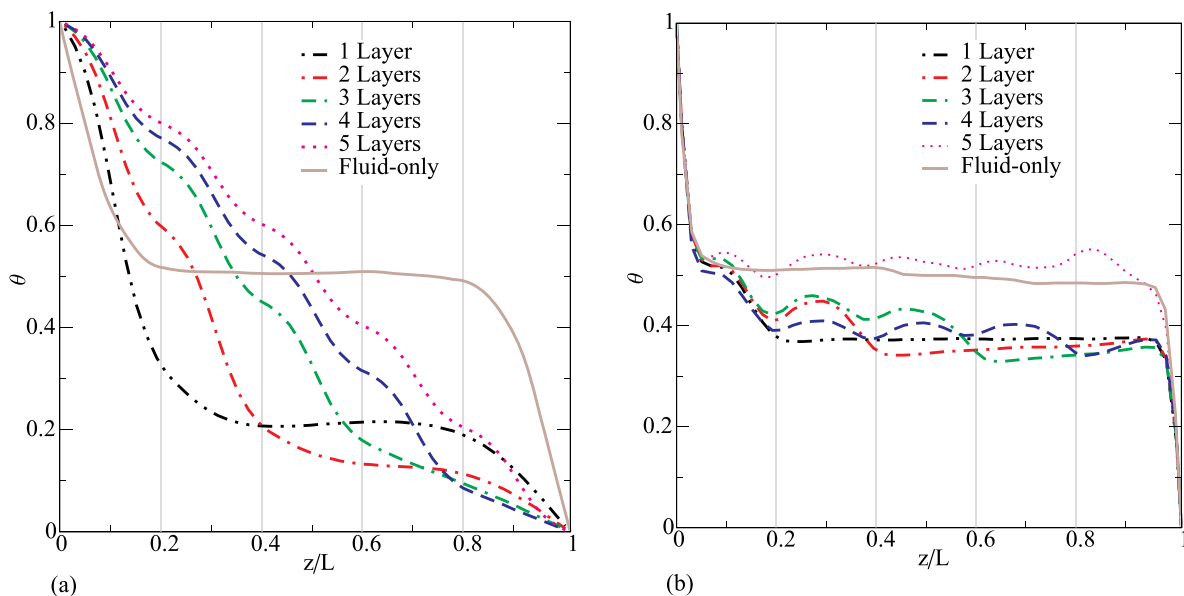 1
0.8
0.6
0.4
0.2
0
θ
0
0.2
0.4
0.6
0.8
1
z/L
1 Layer
2 Layers
3 Layers
4 Layers
5 Layers
Fluid-only
(a)
1
0.8
0.6
0.4
0.2
0
θ
0
0.2
0.4
0.6
0.8
1
z/L
1 Layer
2 Layer
3 Layers
4 Layers
5 Layers
Fluid-only
(b)